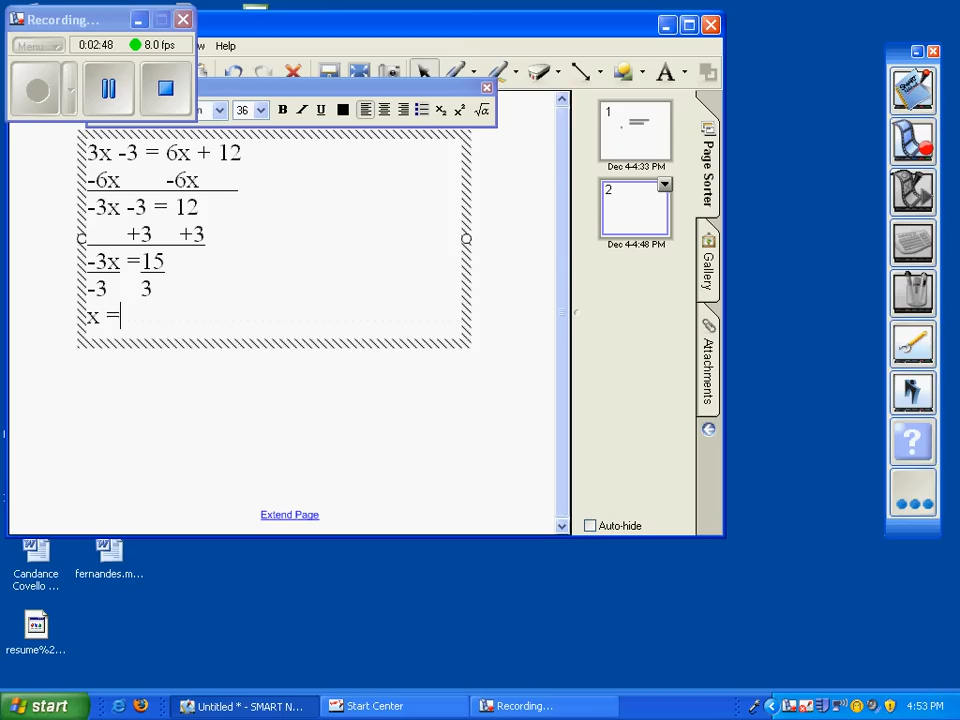 Recording...
Menu
0:02:48
8.0 fps
Help
36
B I U
x₂ x² √α
3x -3 = 6x + 12
-6x -6x
-3x -3 = 12
+3 +3
-3x =15
-3 3
x =
Extend Page
1
Dec 4-4:33 PM
2
Dec 4-4:48 PM
Auto-hide
Page Sorter
Gallery
Attachments
Candance
Covello ...
fernandes.m...
resume%2...
start
Untitled * - SMART N...
Start Center
Recording...
4:53 PM